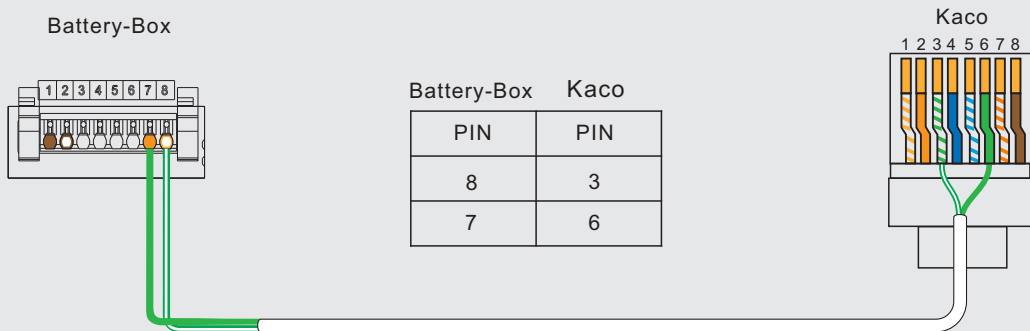 Battery-Box
Kaco
1 2 3 4 5 6 7 8
1 2 3 4 5 6 7 8
Battery-Box Kaco
PIN PIN
8 3
7 6